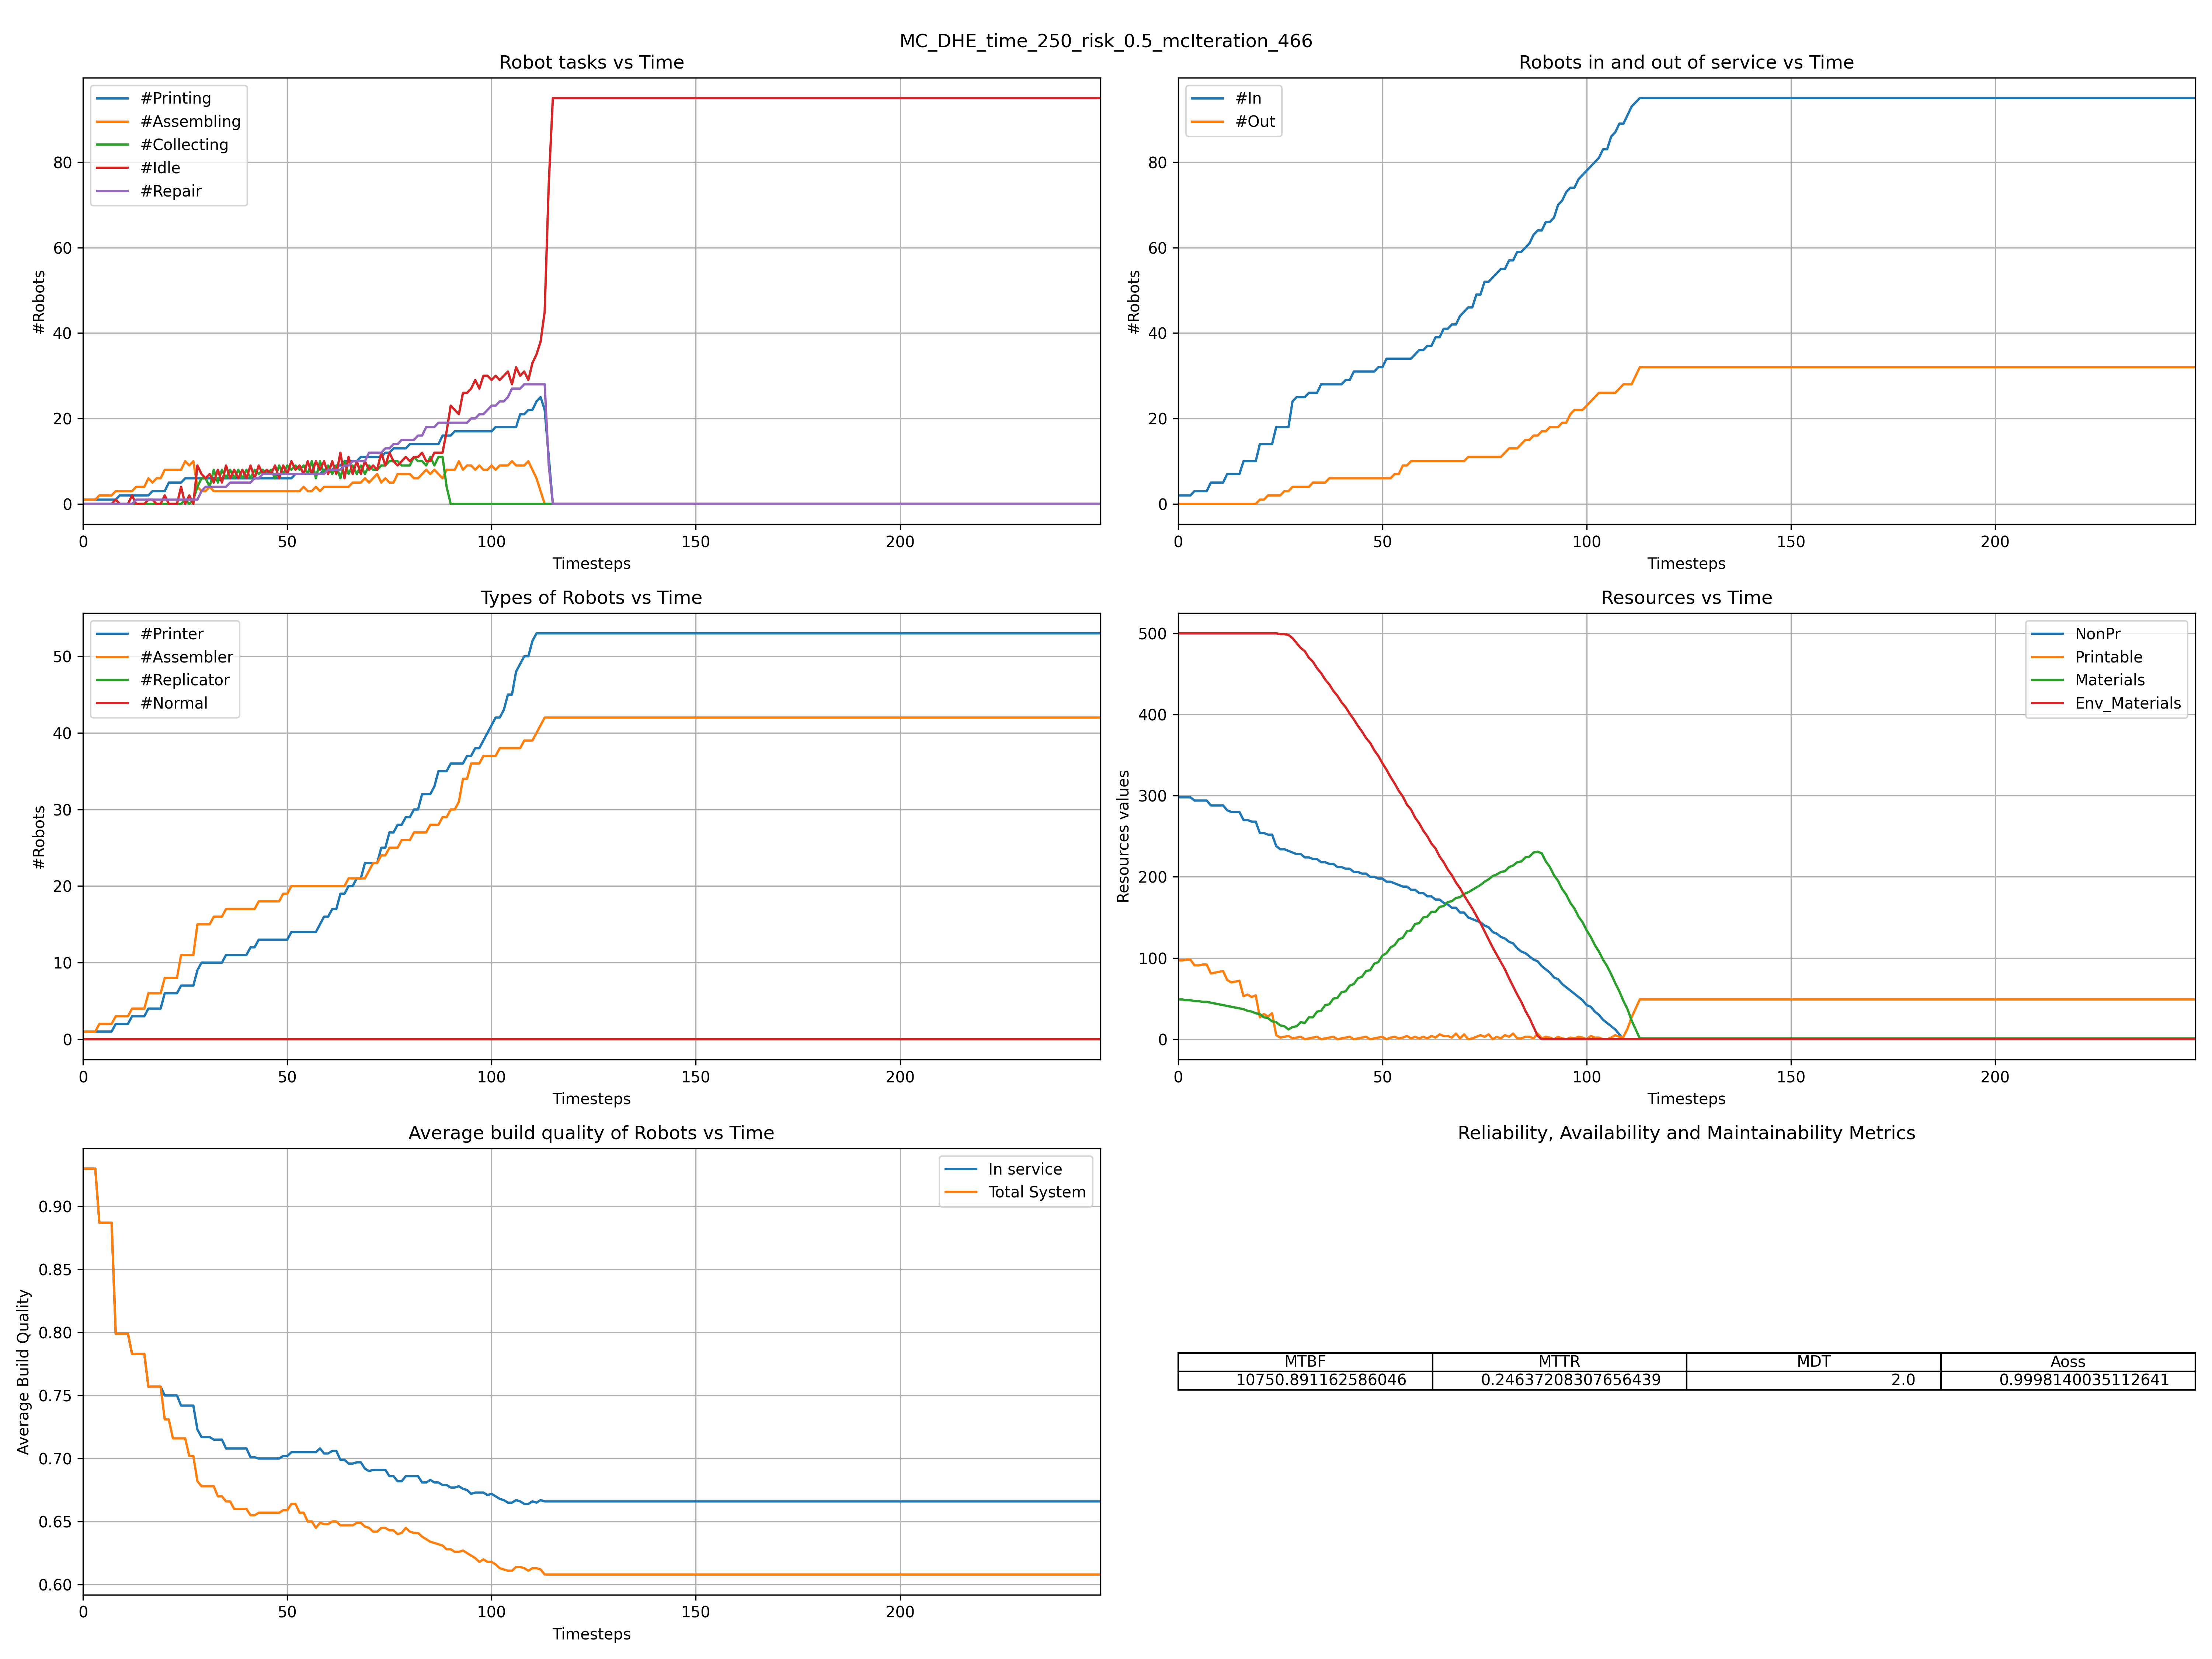 MC_DHE_time_250_risk_0.5_mcIteration_466
Robot tasks vs Time
#Printing
#Assembling
#Collecting
#Idle
#Repair
80
60
40
20
0
#Robots
0 50 100 150 200
Timesteps
Robots in and out of service vs Time
#In
#Out
80
60
40
20
0
#Robots
0 50 100 150 200
Timesteps
Types of Robots vs Time
#Printer
#Assembler
#Replicator
#Normal
50
40
30
20
10
0
#Robots
0 50 100 150 200
Timesteps
Resources vs Time
NonPr
Printable
Materials
Env_Materials
500
400
300
200
100
0
Resources values
0 50 100 150 200
Timesteps
Average build quality of Robots vs Time
In service
Total System
0.90
0.85
0.80
0.75
0.70
0.65
0.60
Average Build Quality
0 50 100 150 200
Timesteps
Reliability, Availability and Maintainability Metrics
MTBF MTTR MDT Aoss
10750.891162586046 0.24637208307656439 2.0 0.9998140035112641